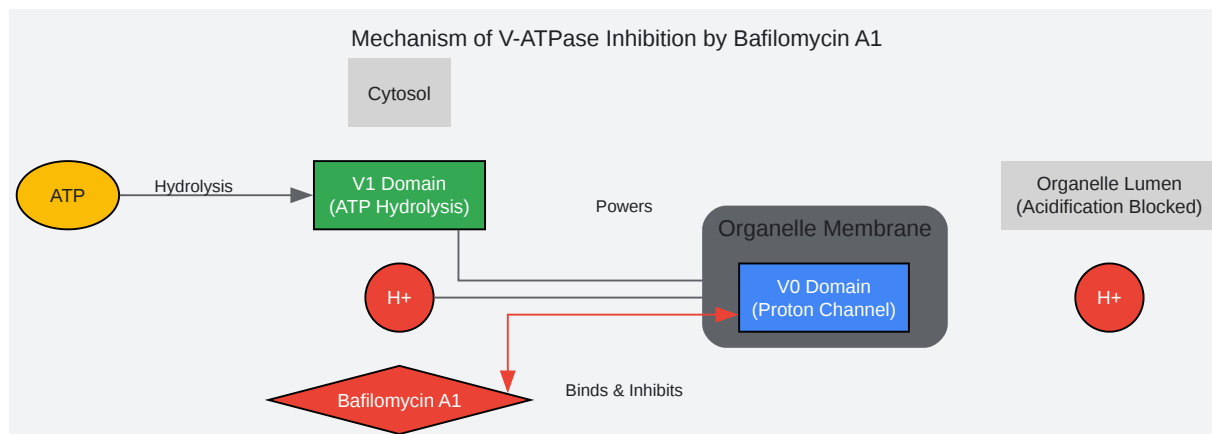 Mechanism of V-ATPase Inhibition by Bafilomycin A1
Cytosol
ATP
Hydrolysis
V1 Domain
(ATP Hydrolysis)
Powers
Organelle Membrane
Organelle Lumen
(Acidification Blocked)
H+
V0 Domain
(Proton Channel)
H+
Bafilomycin A1
Binds & Inhibits